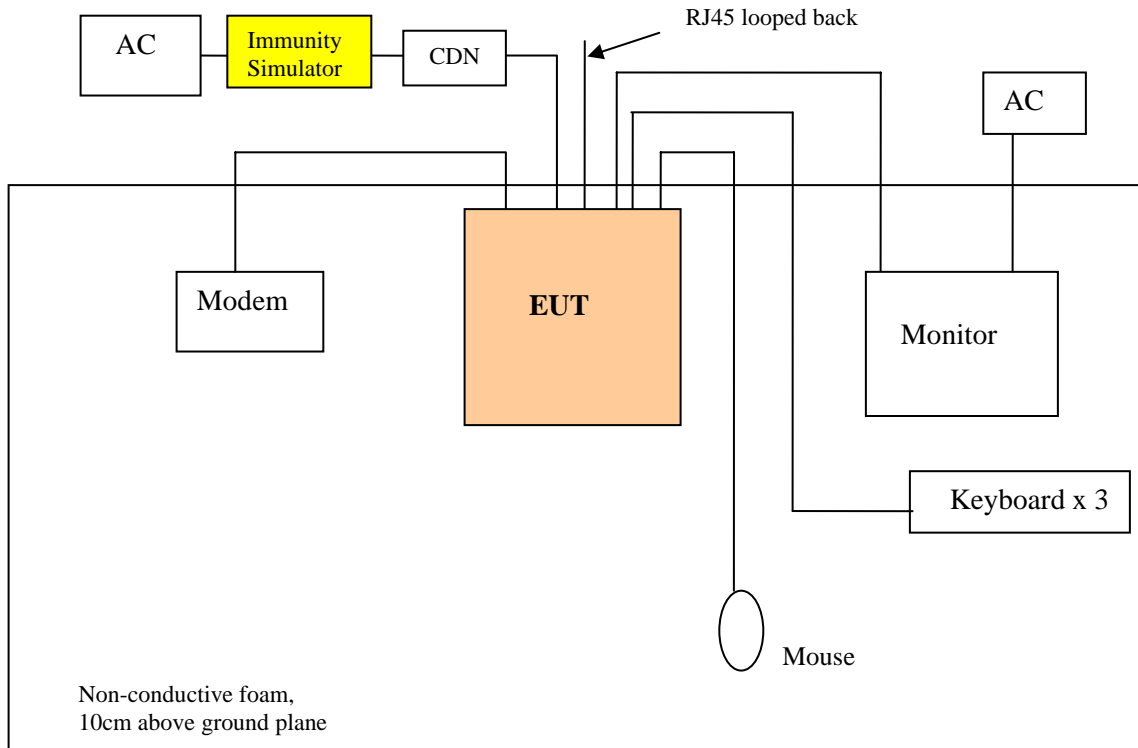 RJ45 looped back
AC
Immunity
Simulator
CDN
AC
Modem
EUT
Monitor
Keyboard x 3
Mouse
Non-conductive foam,
10cm above ground plane